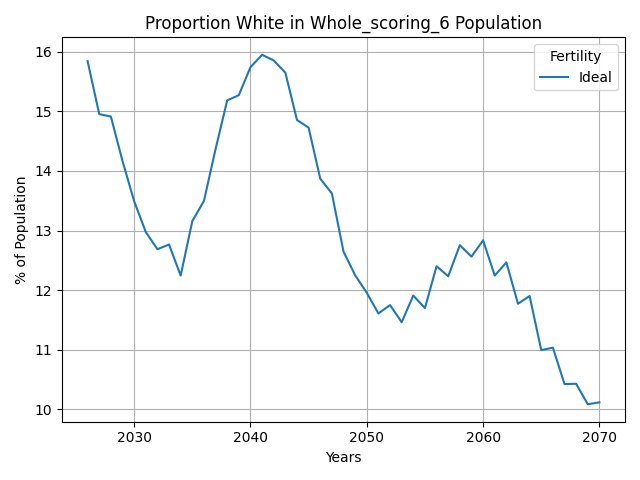 Proportion White in Whole_scoring_6 Population
Fertility
Ideal
% of Population
16
15
14
13
12
11
10
2030 2040 2050 2060 2070
Years